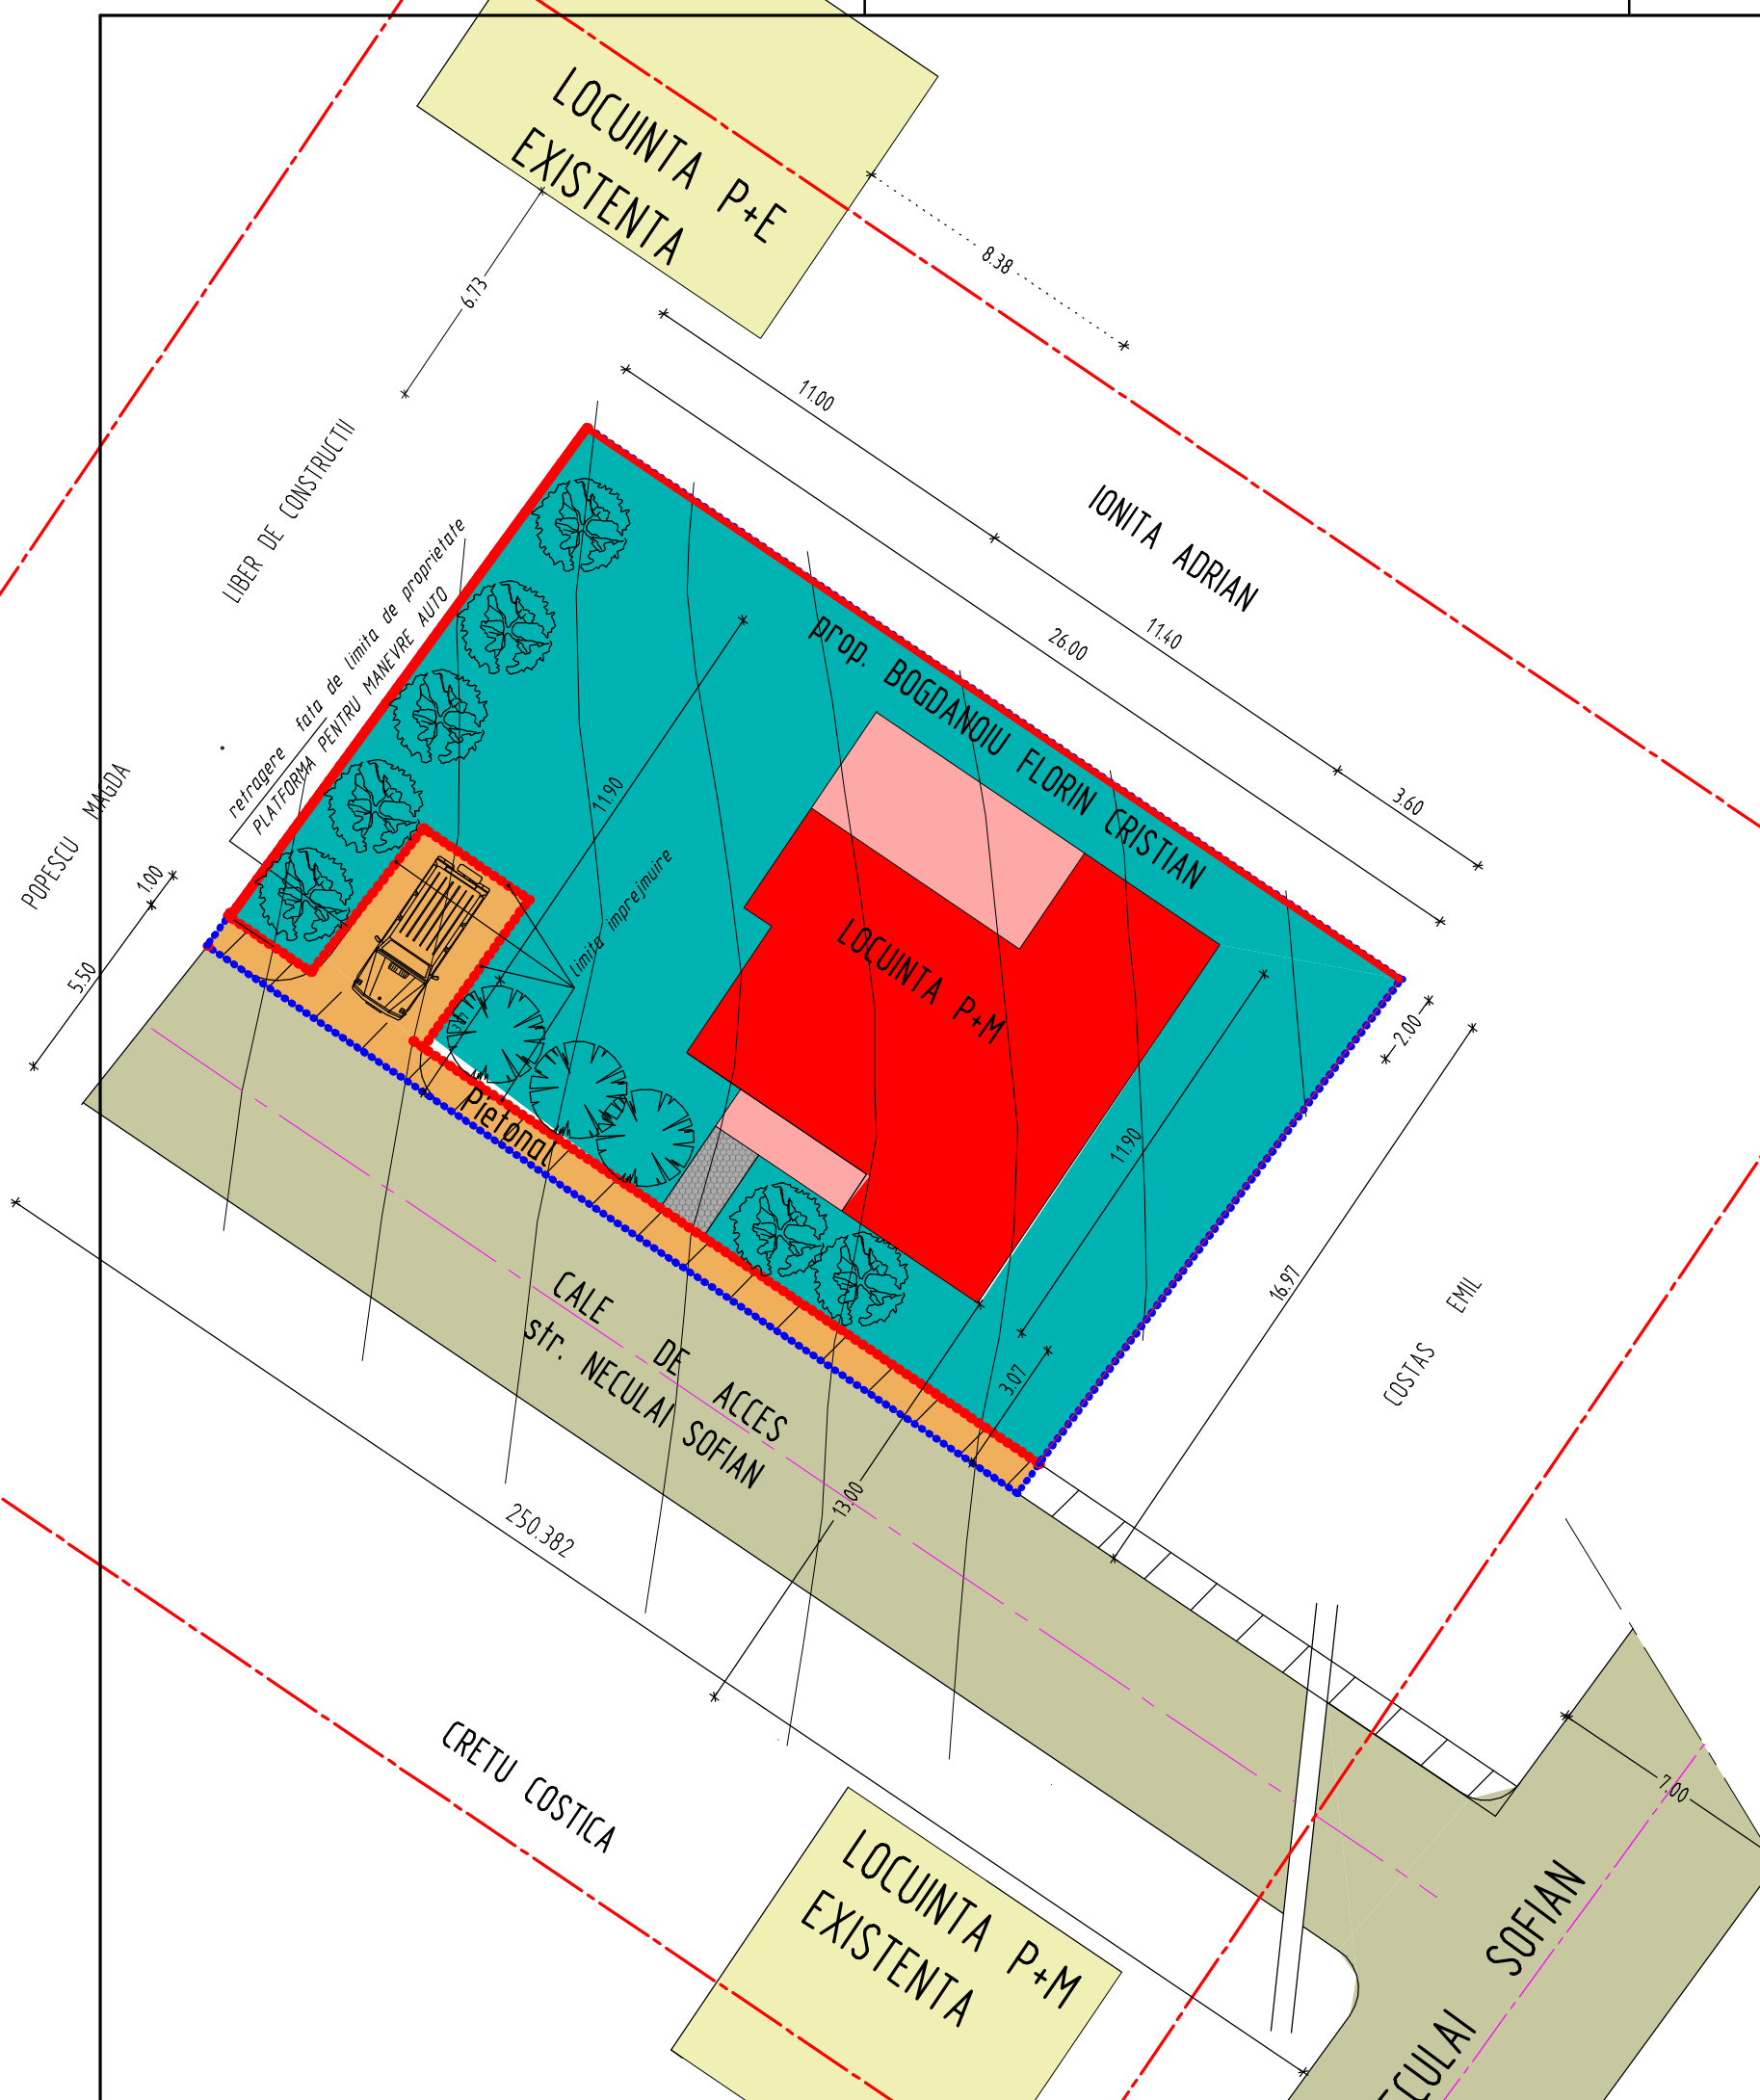 LOCUINTA P+E
EXISTENTA
8.38
6.73
11.00
IONITA ADRIAN
11.40
26.00
3.60
LIBER DE CONSTRUCTII
retragere fata de limita de proprietate
PLATFORMA PENTRU MANEVRE AUTO
POPESCU MAGDA
1.00
5.50
prop. BOGDANOIU FLORIN CRISTIAN
11.90
limita imprejmuire
LOCUINTA P+M
2.00
11.90
16.97
COSTAS EMIL
3.07
Pietonal
CALE DE ACCES
str. NECULAI SOFIAN
13.00
250.382
CRETU COSTICA
LOCUINTA P+M
EXISTENTA
7.00
ECULAI SOFIAN